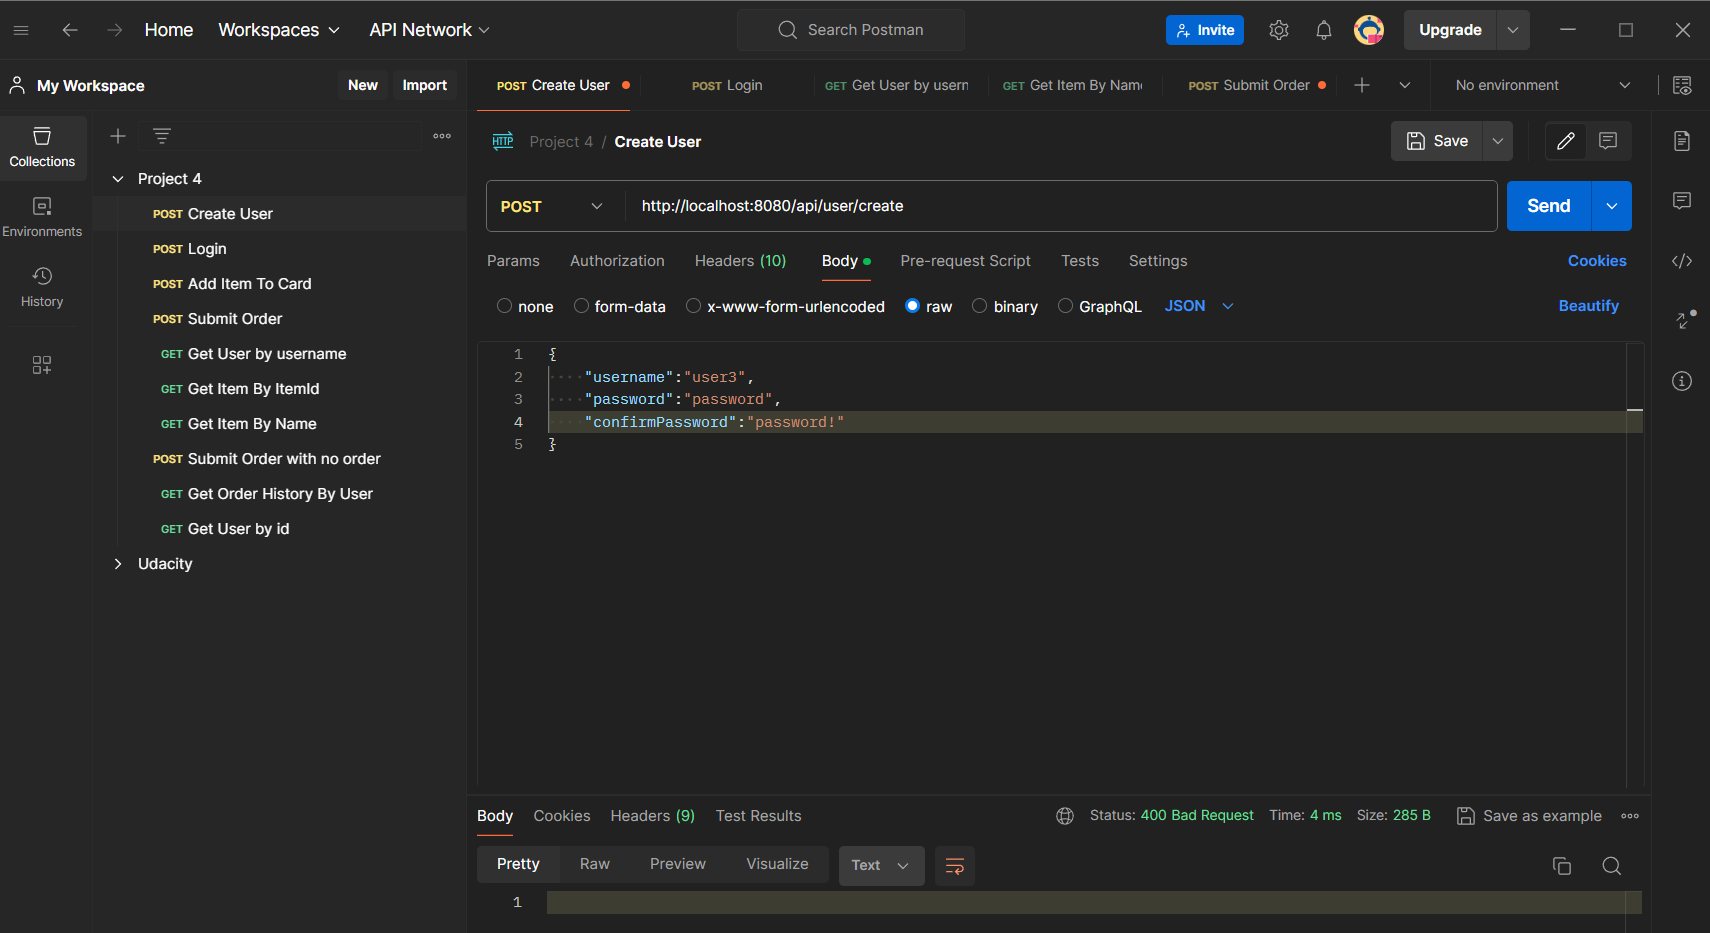 Home Workspaces API Network Search Postman Invite Upgrade
My Workspace New Import
POST Create User POST Login GET Get User by usern GET Get Item By Nam POST Submit Order No environment
Collections
Environments
History
Project 4
POST Create User
POST Login
POST Add Item To Card
POST Submit Order
GET Get User by username
GET Get Item By ItemId
GET Get Item By Name
POST Submit Order with no order
GET Get Order History By User
GET Get User by id
Udacity
HTTP Project 4 / Create User Save
POST http://localhost:8080/api/user/create Send
Params Authorization Headers (10) Body Pre-request Script Tests Settings Cookies
none form-data x-www-form-urlencoded raw binary GraphQL JSON Beautify
1 {
2 "username":"user3",
3 "password":"password",
4 "confirmPassword":"password!"
5 }
Body Cookies Headers (9) Test Results Status: 400 Bad Request Time: 4 ms Size: 285 B Save as example
Pretty Raw Preview Visualize Text
1